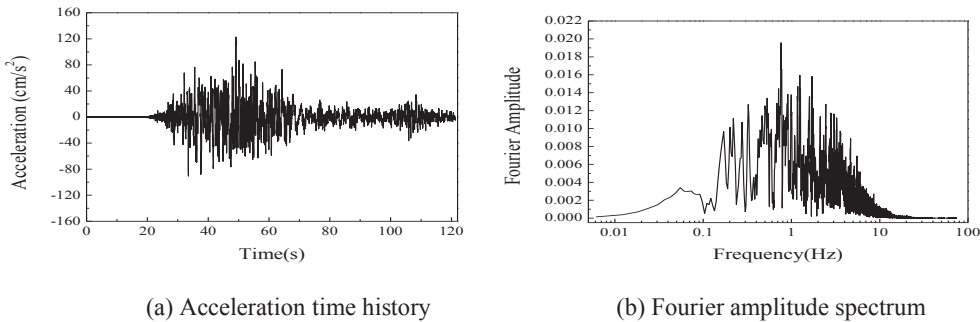 160
120
80
40
0
-40
-80
-120
-160
0 20 40 60 80 100 120
Acceleration (cm/s²)
Time(s)
(a) Acceleration time history
0.022
0.020
0.018
0.016
0.014
0.012
0.010
0.008
0.006
0.004
0.002
0.000
0.01 0.1 1 10 100
Fourier Amplitude
Frequency(Hz)
(b) Fourier amplitude spectrum